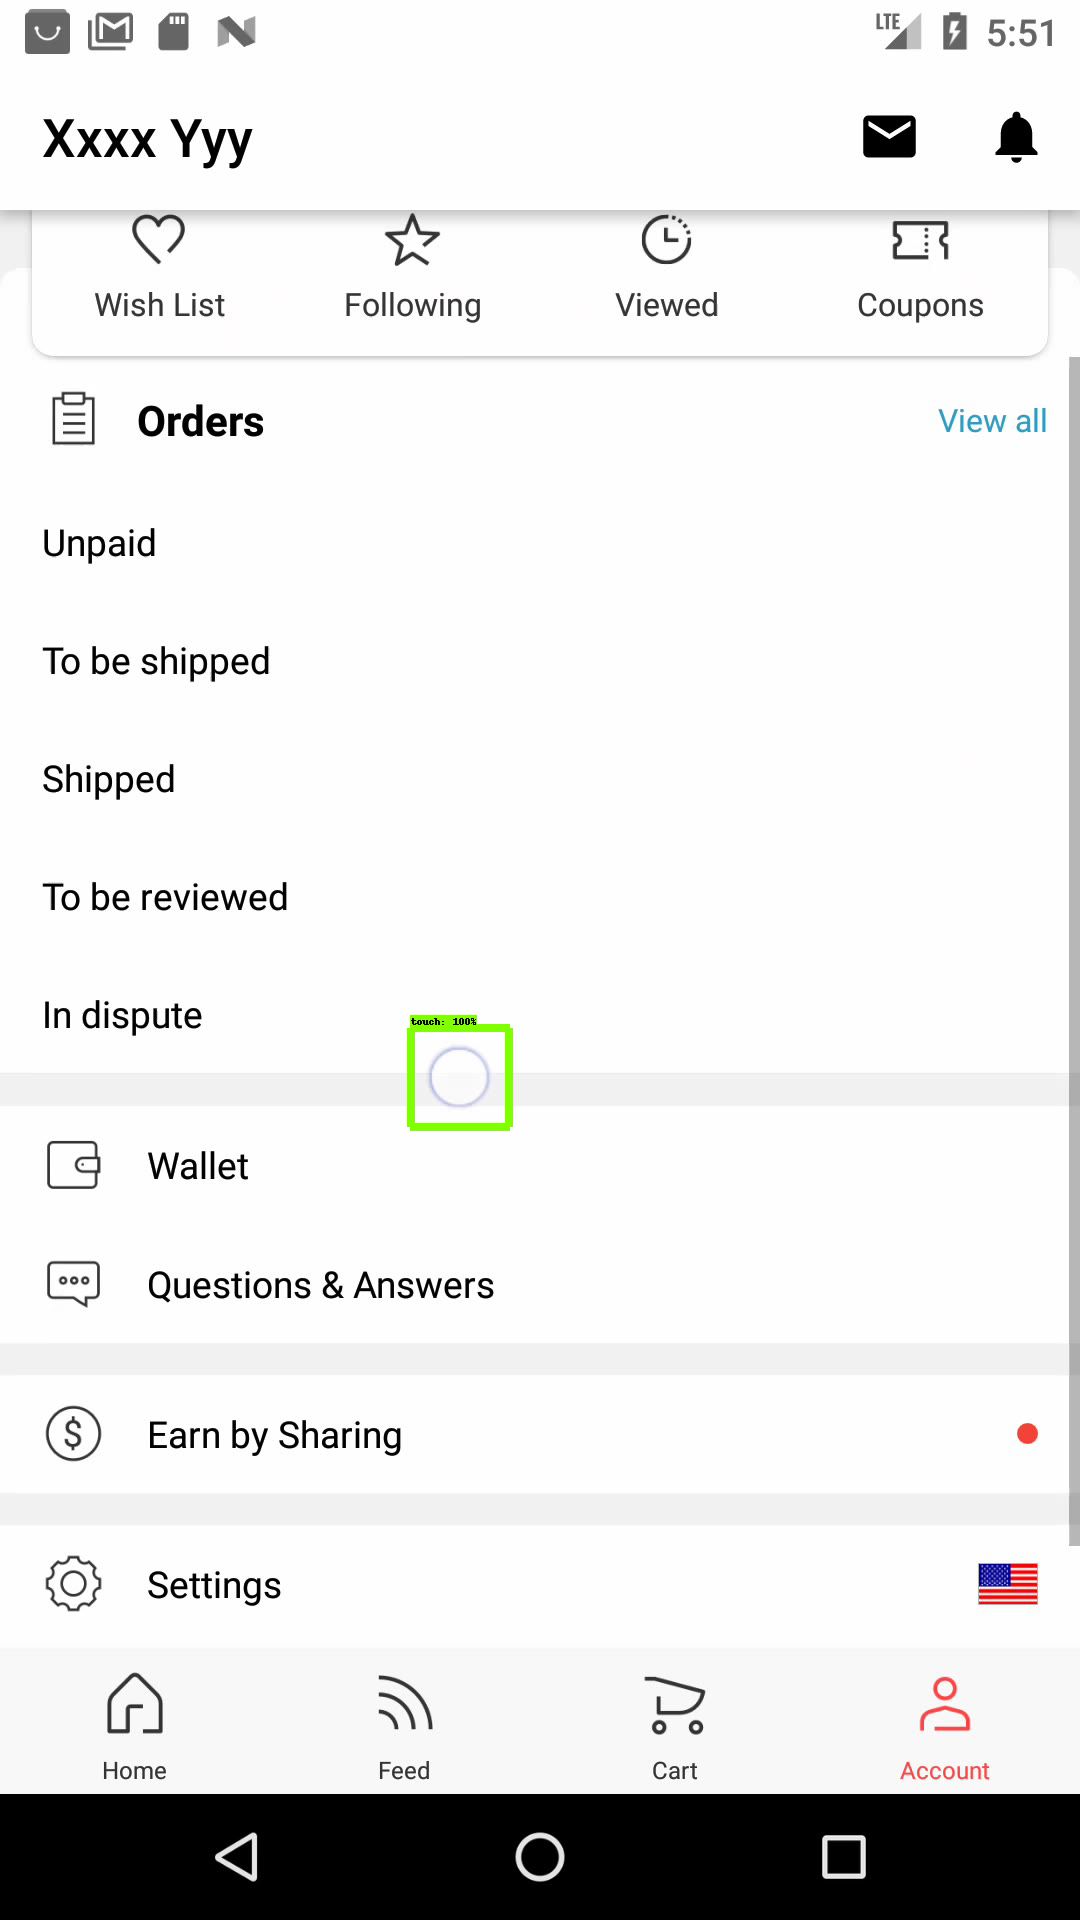 LTE 5:51
Xxxx Yyy
Wish List Following Viewed Coupons
Orders View all
Unpaid
To be shipped
Shipped
To be reviewed
In dispute
touch: 100%
Wallet
Questions & Answers
Earn by Sharing
Settings
Home Feed Cart Account